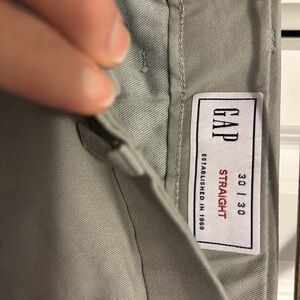 GAP
ESTABLISHED IN 1969
STRAIGHT
30 | 30